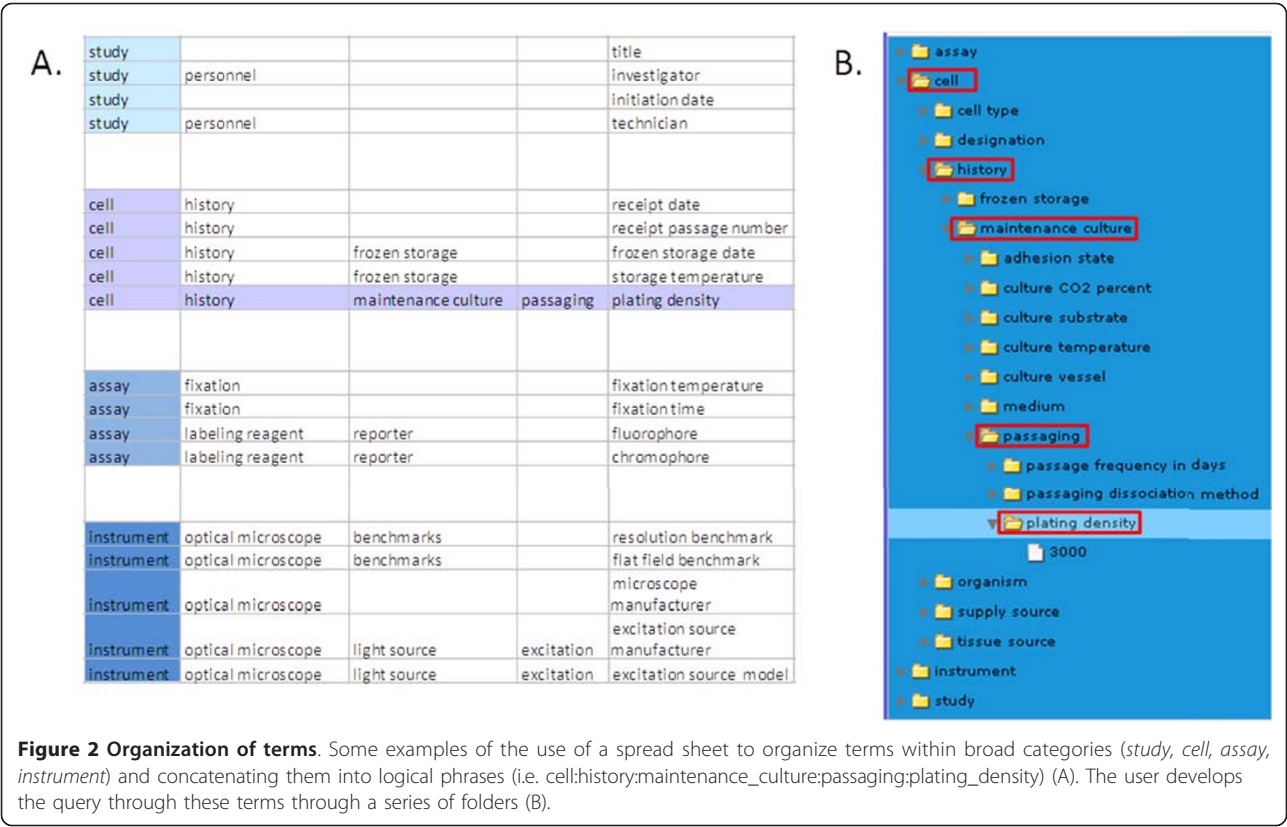 A.
study title
study personnel investigator
study initiation date
study personnel technician
cell history receipt date
cell history receipt passage number
cell history frozen storage frozen storage date
cell history frozen storage storage temperature
cell history maintenance culture passaging plating density
assay fixation fixation temperature
assay fixation fixation time
assay labeling reagent reporter fluorophore
assay labeling reagent reporter chromophore
instrument optical microscope benchmarks resolution benchmark
instrument optical microscope benchmarks flat field benchmark
microscope
instrument optical microscope manufacturer
excitation source
instrument optical microscope light source excitation manufacturer
instrument optical microscope light source excitation excitation source model
B.
assay
cell
cell type
designation
history
frozen storage
maintenance culture
adhesion state
culture CO2 percent
culture substrate
culture temperature
culture vessel
medium
passaging
passage frequency in days
passaging dissociation method
plating density
3000
organism
supply source
tissue source
instrument
study
Figure 2 Organization of terms. Some examples of the use of a spread sheet to organize terms within broad categories (study, cell, assay,
instrument) and concatenating them into logical phrases (i.e. cell:history:maintenance_culture:passaging:plating_density) (A). The user develops
the query through these terms through a series of folders (B).